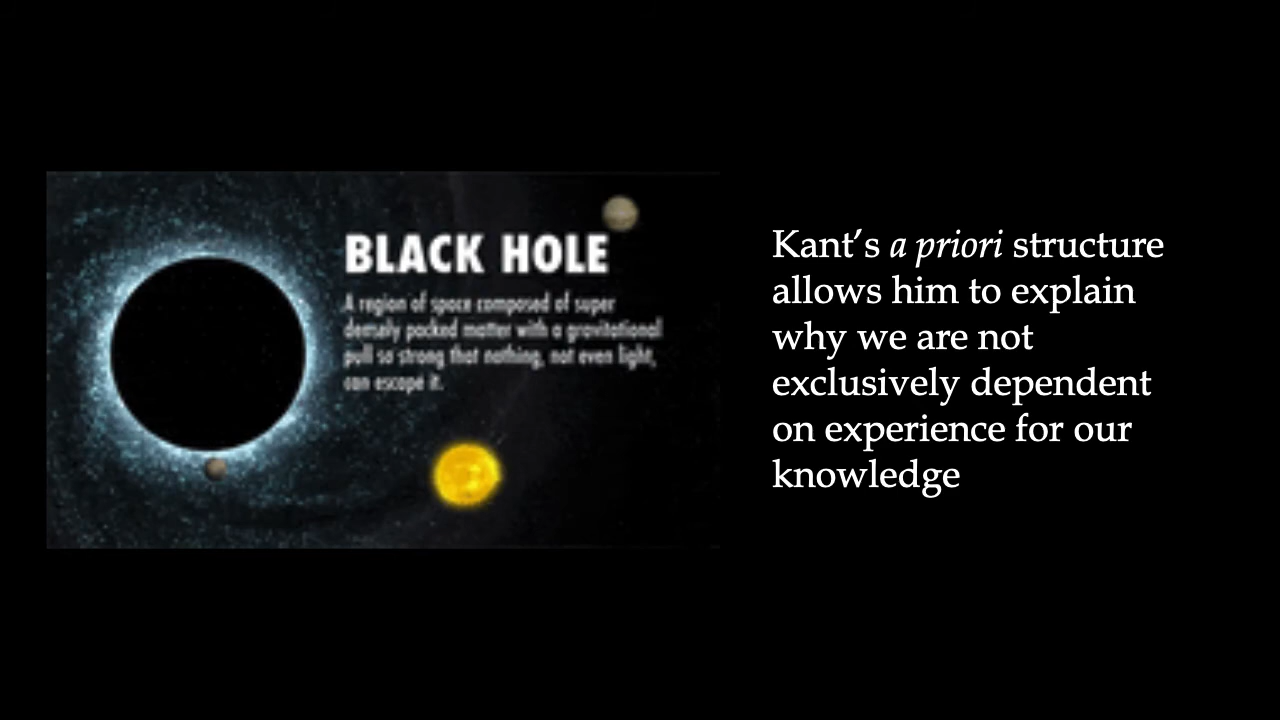 BLACK HOLE
A region of space composed of super
densely packed matter with a gravitational
pull so strong that nothing, not even light,
can escape it.
Kant’s a priori structure
allows him to explain
why we are not
exclusively dependent
on experience for our
knowledge